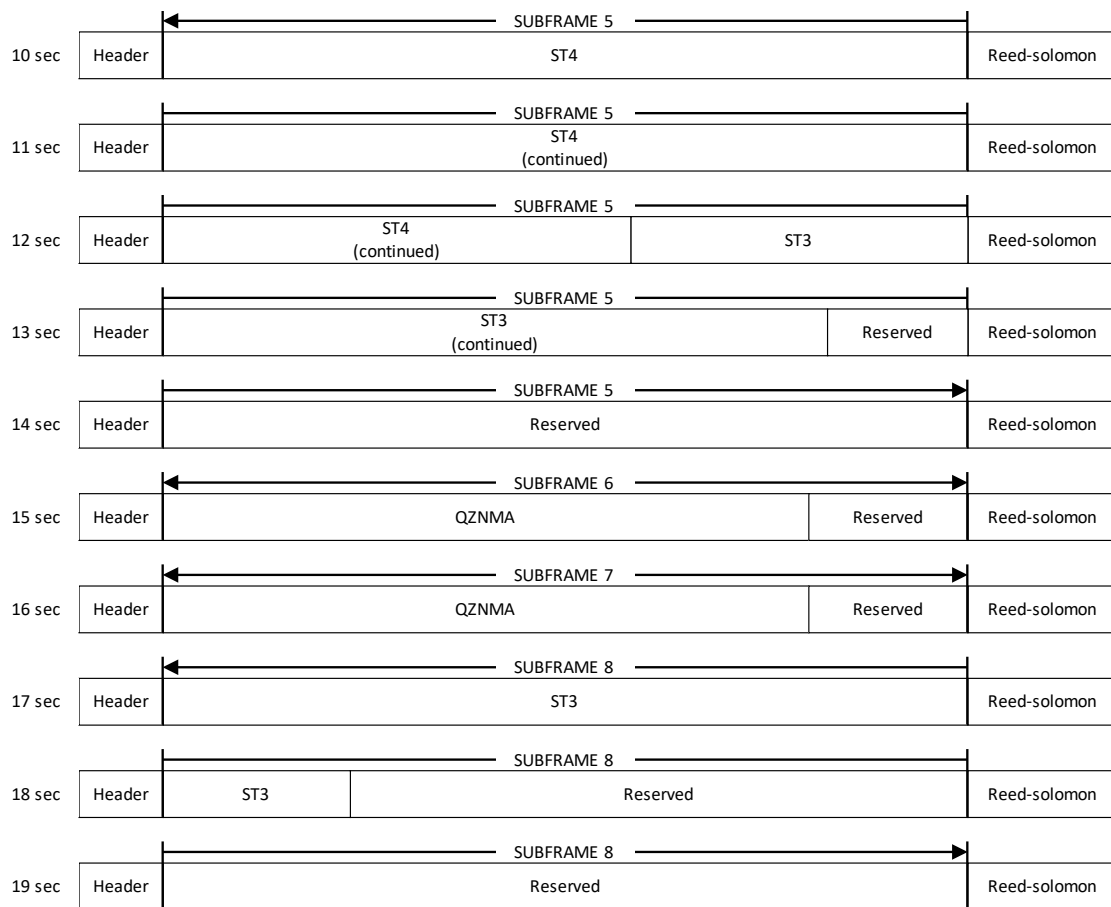 SUBFRAME 5
10 sec Header ST4 Reed-solomon
SUBFRAME 5
11 sec Header ST4 Reed-solomon
(continued)
SUBFRAME 5
12 sec Header ST4 ST3 Reed-solomon
(continued)
SUBFRAME 5
13 sec Header ST3 Reserved Reed-solomon
(continued)
SUBFRAME 5
14 sec Header Reserved Reed-solomon
SUBFRAME 6
15 sec Header QZNMA Reserved Reed-solomon
SUBFRAME 7
16 sec Header QZNMA Reserved Reed-solomon
SUBFRAME 8
17 sec Header ST3 Reed-solomon
SUBFRAME 8
18 sec Header ST3 Reserved Reed-solomon
SUBFRAME 8
19 sec Header Reserved Reed-solomon